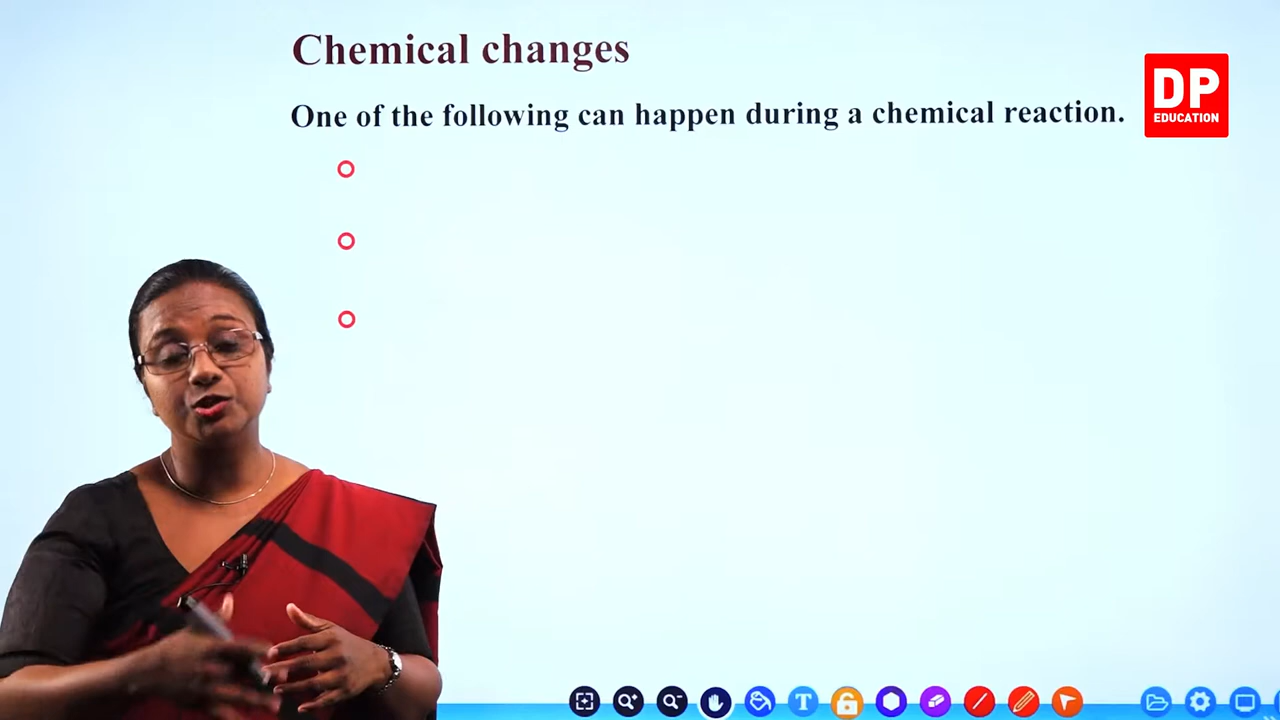 Chemical changes
One of the following can happen during a chemical reaction.
DP
EDUCATION
T